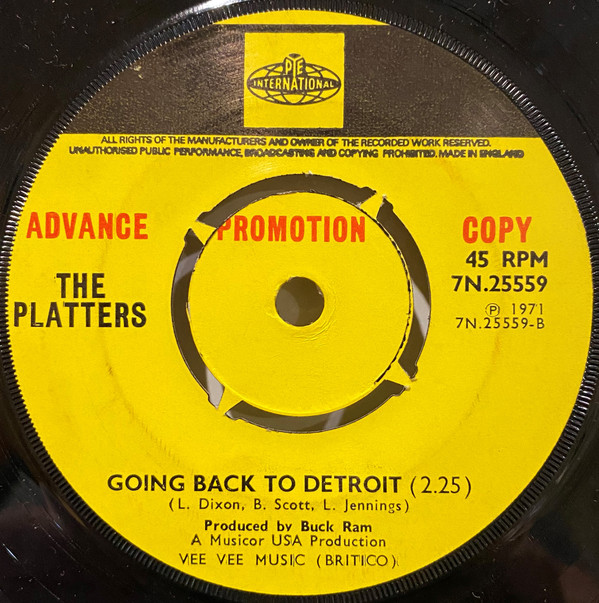 PYE
INTERNATIONAL
ALL RIGHTS OF THE MANUFACTURERS AND OWNER OF THE RECORDED WORK RESERVED.
UNAUTHORISED PUBLIC PERFORMANCE, BROADCASTING AND COPYING PROHIBITED. MADE IN ENGLAND
ADVANCE PROMOTION COPY
THE
PLATTERS
45 RPM
7N.25559
Ⓟ 1971
7N.25559-B
GOING BACK TO DETROIT (2.25)
(L. Dixon, B. Scott, L. Jennings)
Produced by Buck Ram
A Musicor USA Production
VEE VEE MUSIC (BRITICO)